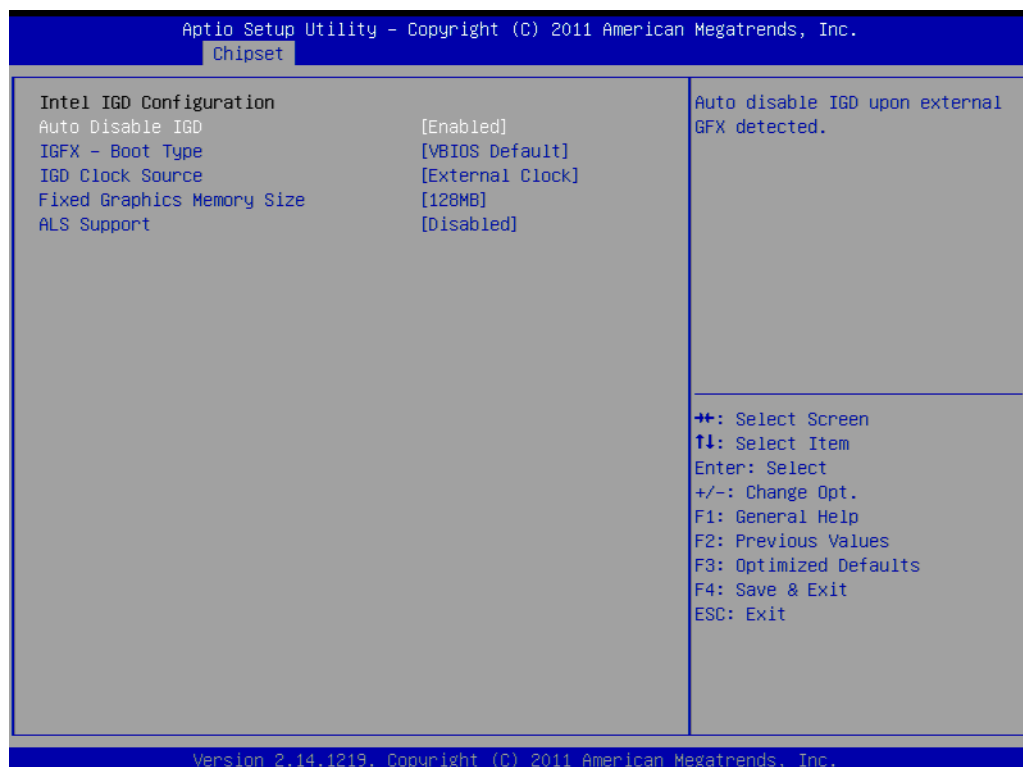 Aptio Setup Utility – Copyright (C) 2011 American Megatrends, Inc.
Chipset
Intel IGD Configuration
Auto Disable IGD [Enabled]
IGFX – Boot Type [VBIOS Default]
IGD Clock Source [External Clock]
Fixed Graphics Memory Size [128MB]
ALS Support [Disabled]
Auto disable IGD upon external
GFX detected.
→←: Select Screen
↑↓: Select Item
Enter: Select
+/-: Change Opt.
F1: General Help
F2: Previous Values
F3: Optimized Defaults
F4: Save & Exit
ESC: Exit
Version 2.14.1219. Copyright (C) 2011 American Megatrends, Inc.